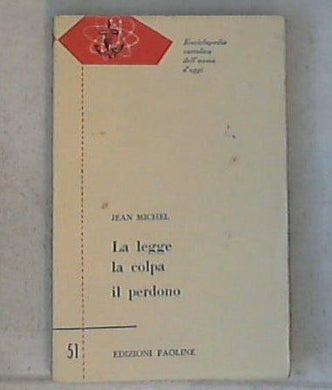 Enciclopedia
cattolica
dell'uomo
d'oggi
JEAN MICHEL
La legge
la colpa
il perdono
51 EDIZIONI PAOLINE